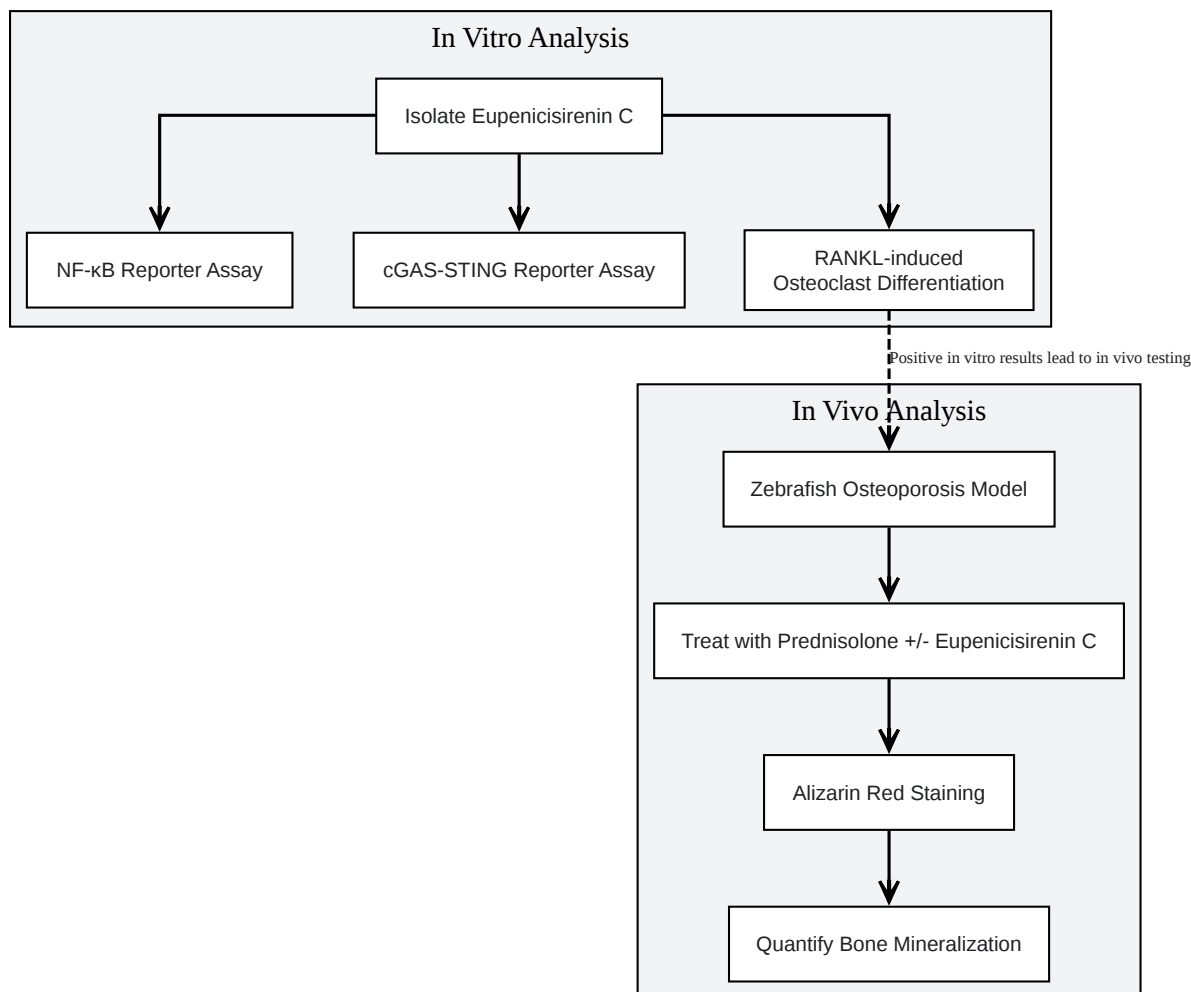 In Vitro Analysis
Isolate Eupenicisirenin C
NF-κB Reporter Assay
cGAS-STING Reporter Assay
RANKL-induced
Osteoclast Differentiation
Positive in vitro results lead to in vivo testing
In Vivo Analysis
Zebrafish Osteoporosis Model
Treat with Prednisolone +/- Eupenicisirenin C
Alizarin Red Staining
Quantify Bone Mineralization